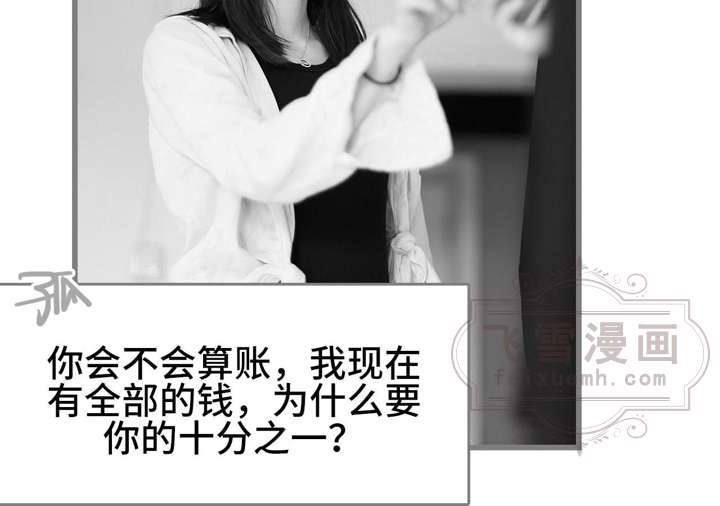 孤
你会不会算账，我现在
有全部的钱，为什么要
你的十分之一？
飞雪漫画
feixuemh.com